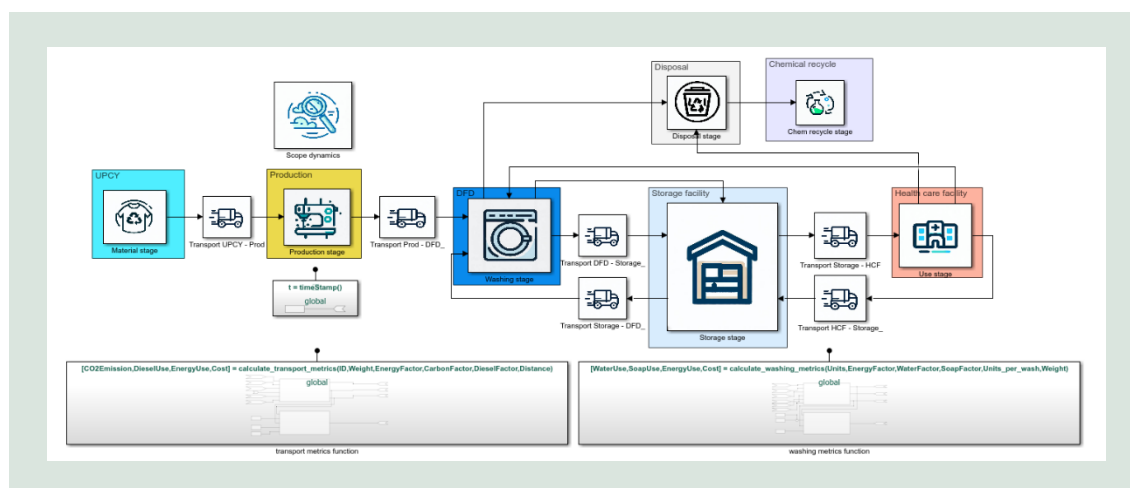 Disposal
Chemical recycle
Disposal stage
Chem recycle stage
Scope dynamics
UPCY
Production
DFD
Storage facility
Health care facility
Material stage
Transport UPCY - Prod
Production stage
Transport Prod - DFD_
Washing stage
Transport DFD - Storage_
Transport Storage - DFD_
Storage stage
Transport Storage - HCF
Transport HCF - Storage_
Use stage
t = timeStamp()
global
[CO2Emission,DieselUse,EnergyUse,Cost] = calculate_transport_metrics(ID,Weight,EnergyFactor,CarbonFactor,DieselFactor,Distance)
global
transport metrics function
[WaterUse,SoapUse,EnergyUse,Cost] = calculate_washing_metrics(Units,EnergyFactor,WaterFactor,SoapFactor,Units_per_wash,Weight)
global
washing metrics function